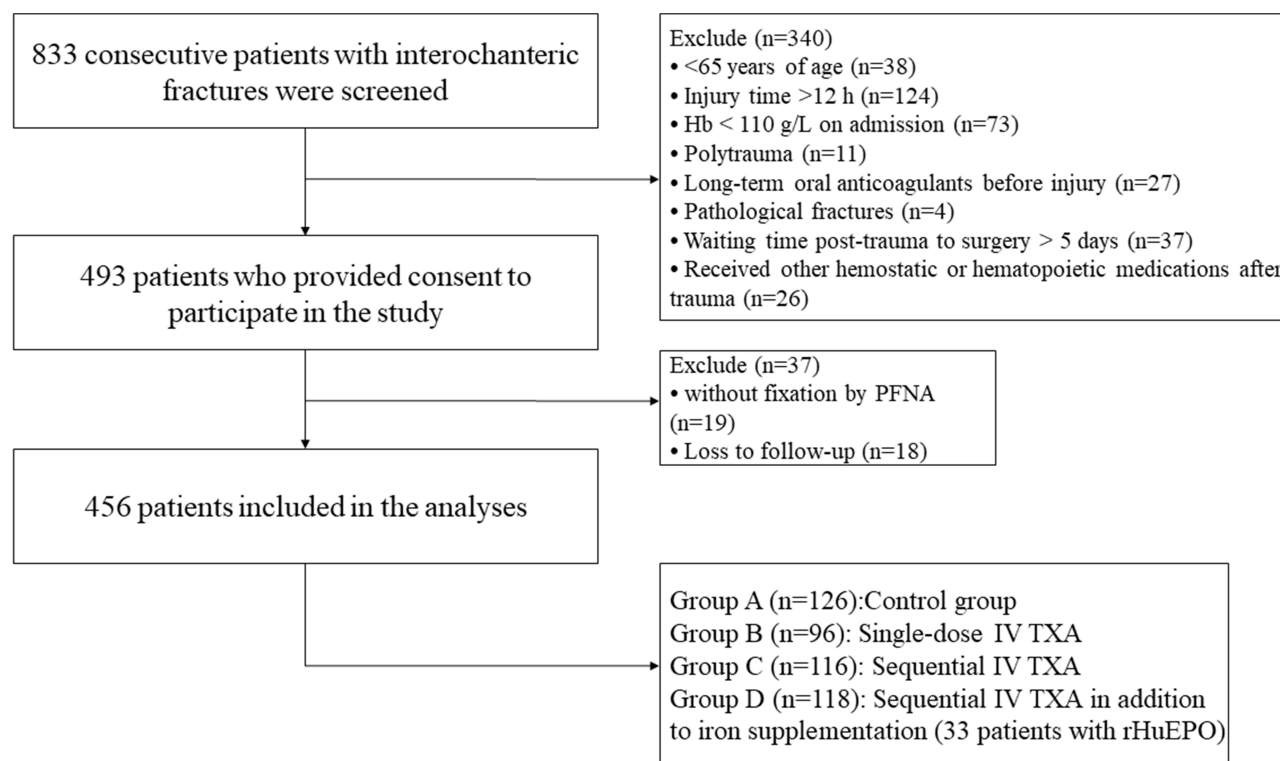 833 consecutive patients with interochanteric
fractures were screened
Exclude (n=340)
• <65 years of age (n=38)
• Injury time >12 h (n=124)
• Hb < 110 g/L on admission (n=73)
• Polytrauma (n=11)
• Long-term oral anticoagulants before injury (n=27)
• Pathological fractures (n=4)
• Waiting time post-trauma to surgery > 5 days (n=37)
• Received other hemostatic or hematopoietic medications after
trauma (n=26)
493 patients who provided consent to
participate in the study
Exclude (n=37)
• without fixation by PFNA
(n=19)
• Loss to follow-up (n=18)
456 patients included in the analyses
Group A (n=126):Control group
Group B (n=96): Single-dose IV TXA
Group C (n=116): Sequential IV TXA
Group D (n=118): Sequential IV TXA in addition
to iron supplementation (33 patients with rHuEPO)